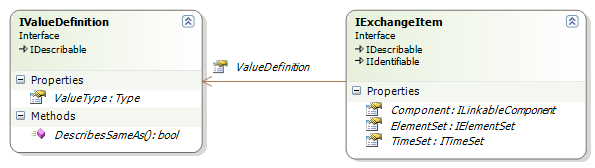 IValueDefinition
Interface
IDescribable
Properties
ValueType : Type
Methods
DescribesSameAs() : bool
ValueDefinition
IExchangeItem
Interface
IDescribable
IIdentifiable
Properties
Component : ILinkableComponent
ElementSet : IElementSet
TimeSet : ITimeSet